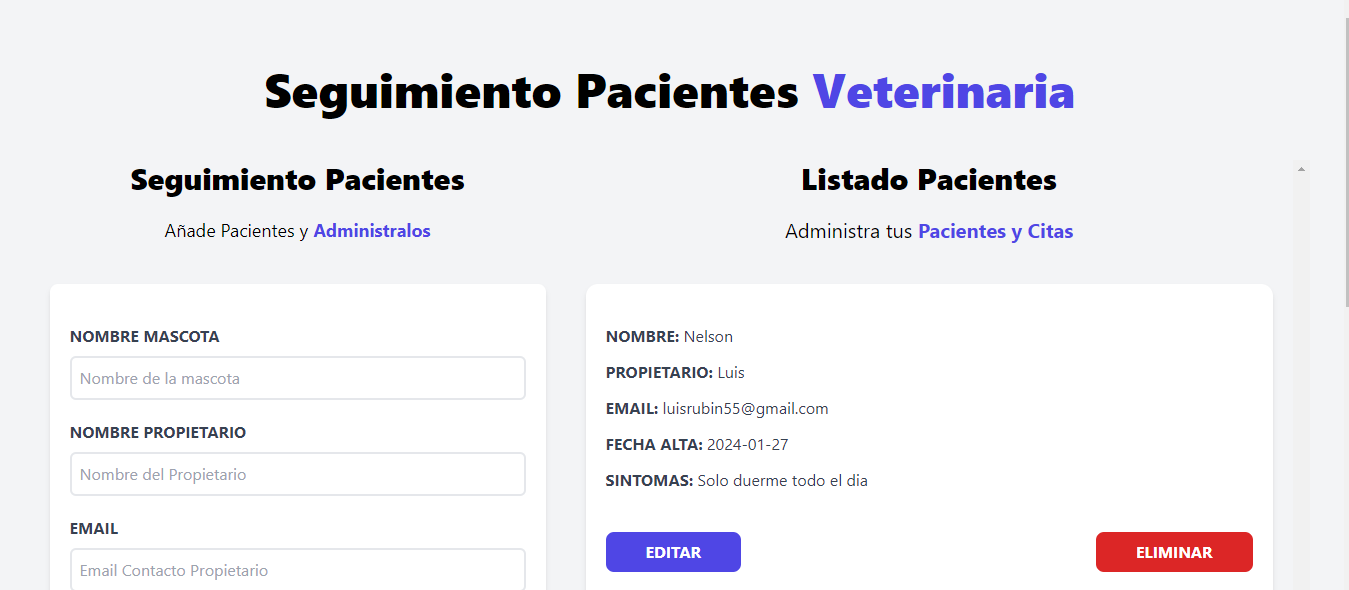 Seguimiento Pacientes Veterinaria
Seguimiento Pacientes
Añade Pacientes y Administralos
NOMBRE MASCOTA
Nombre de la mascota
NOMBRE PROPIETARIO
Nombre del Propietario
EMAIL
Email Contacto Propietario
Listado Pacientes
Administra tus Pacientes y Citas
NOMBRE: Nelson
PROPIETARIO: Luis
EMAIL: luisrubin55@gmail.com
FECHA ALTA: 2024-01-27
SINTOMAS: Solo duerme todo el dia
EDITAR
ELIMINAR